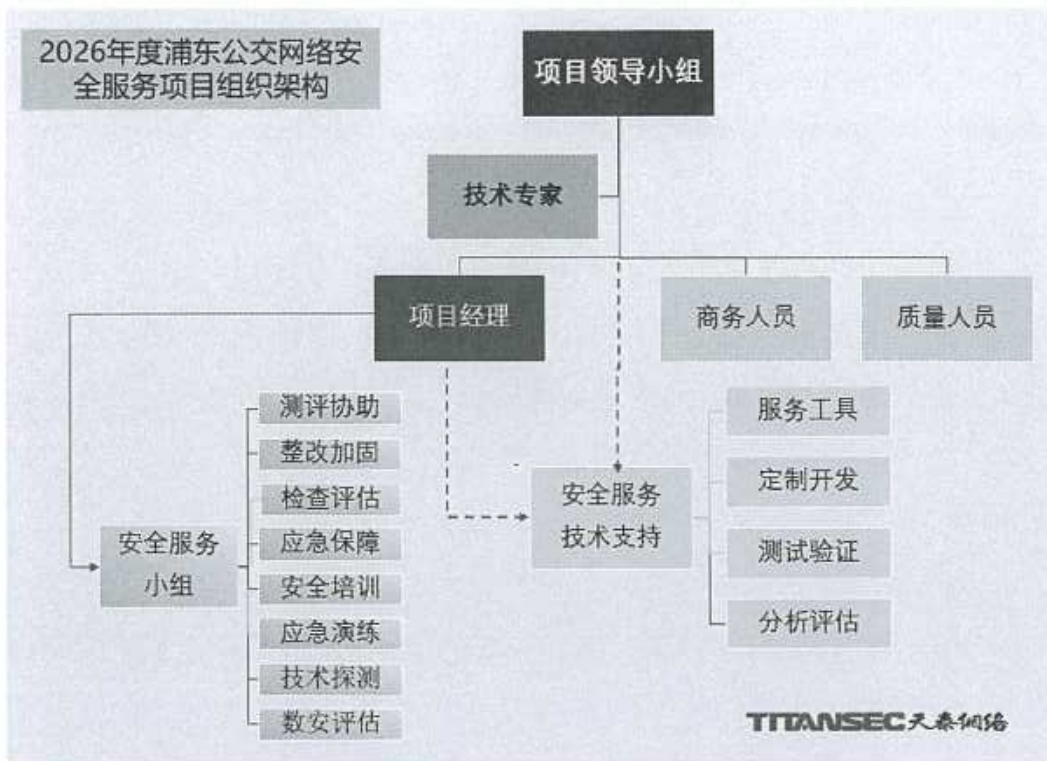 2026年度浦东公交网络安
全服务项目组织架构
项目领导小组
技术专家
项目经理
商务人员
质量人员
测评协助
整改加固
检查评估
应急保障
安全培训
应急演练
技术探测
数安评估
安全服务
小组
安全服务
技术支持
服务工具
定制开发
测试验证
分析评估
TITANSEC天泰网络